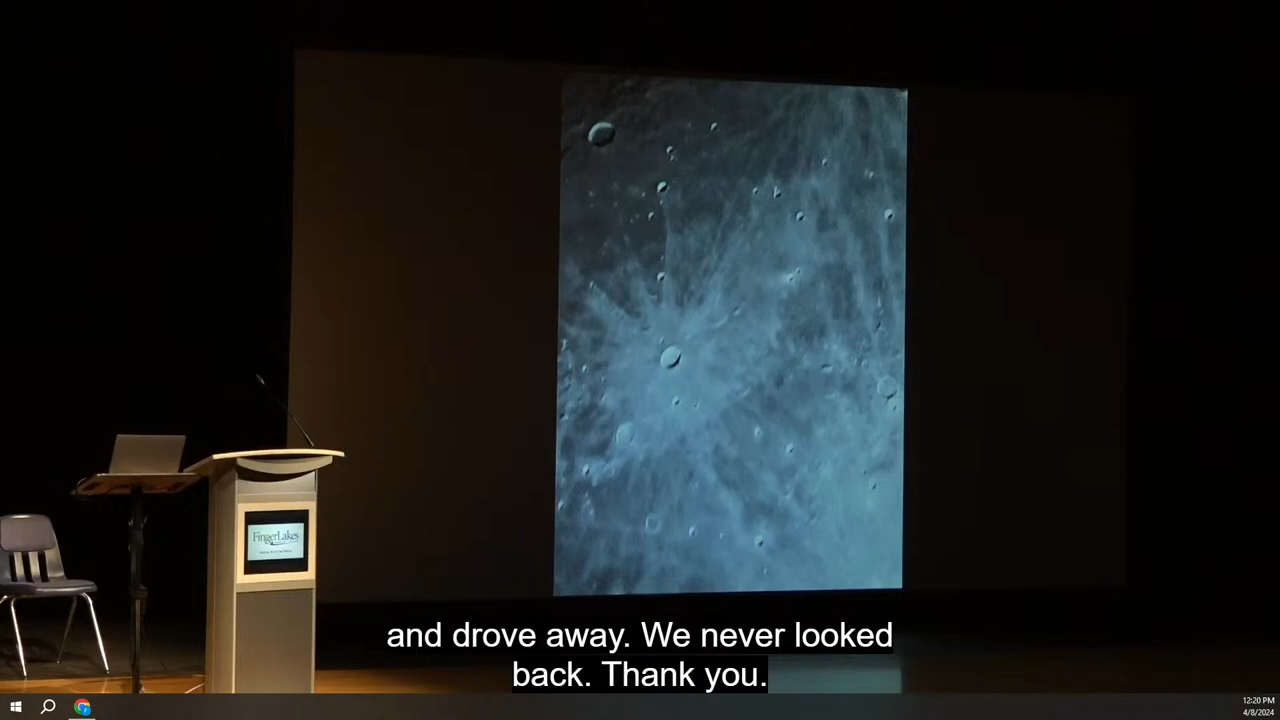 FingerLakes
and drove away. We never looked
back. Thank you.
12:20 PM
4/8/2024